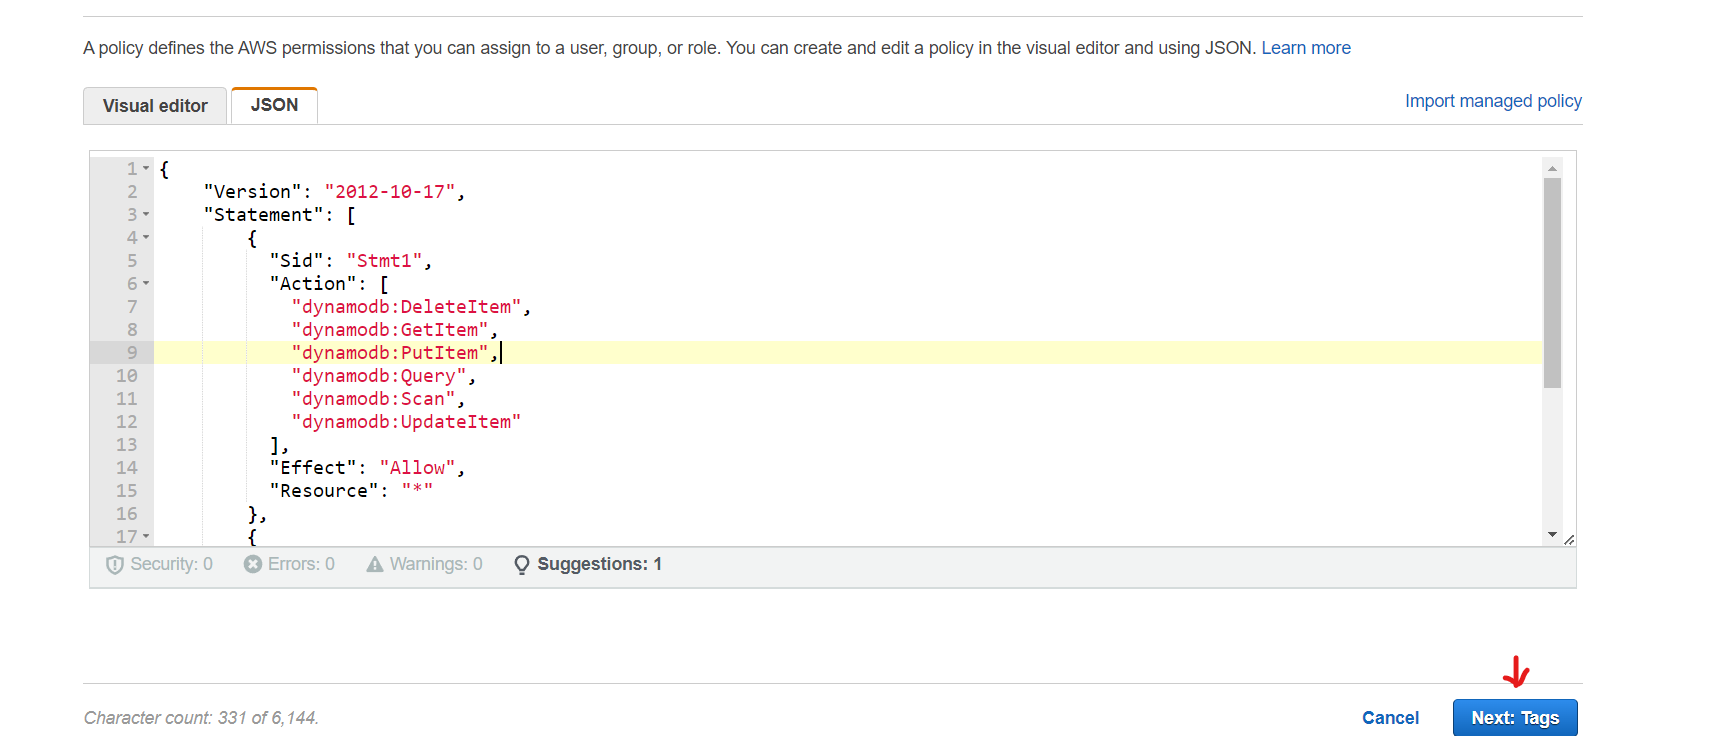 A policy defines the AWS permissions that you can assign to a user, group, or role. You can create and edit a policy in the visual editor and using JSON. Learn more
Visual editor
JSON
Import managed policy
1 {
2 "Version": "2012-10-17",
3 "Statement": [
4 {
5 "Sid": "Stmt1",
6 "Action": [
7 "dynamodb:DeleteItem",
8 "dynamodb:GetItem",
9 "dynamodb:PutItem",
10 "dynamodb:Query",
11 "dynamodb:Scan",
12 "dynamodb:UpdateItem"
13 ],
14 "Effect": "Allow",
15 "Resource": "*"
16 },
17 {
Security: 0 Errors: 0 Warnings: 0 Suggestions: 1
Character count: 331 of 6,144.
Cancel
Next: Tags